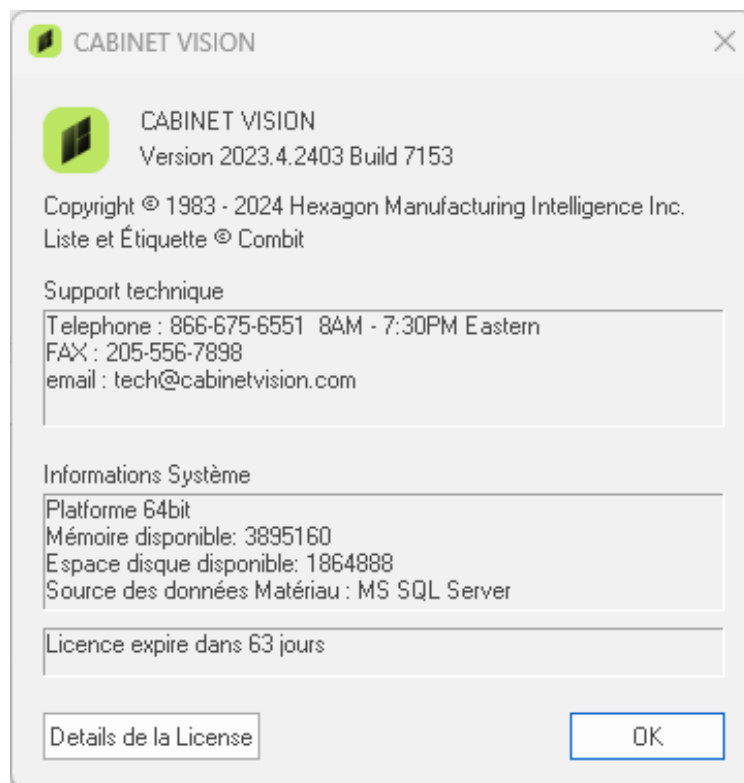 CABINET VISION
CABINET VISION
Version 2023.4.2403 Build 7153
Copyright © 1983 - 2024 Hexagon Manufacturing Intelligence Inc.
Liste et Étiquette © Combit
Support technique
Telephone : 866-675-6551  8AM - 7:30PM Eastern
FAX : 205-556-7898
email : tech@cabinetvision.com
Informations Système
Platforme 64bit
Mémoire disponible: 3895160
Espace disque disponible: 1864888
Source des données Matériau : MS SQL Server
Licence expire dans 63 jours
Details de la License
OK